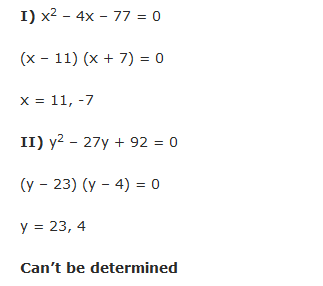 I) x² – 4x – 77 = 0
(x – 11) (x + 7) = 0
x = 11, -7
II) y² – 27y + 92 = 0
(y – 23) (y – 4) = 0
y = 23, 4
Can’t be determined